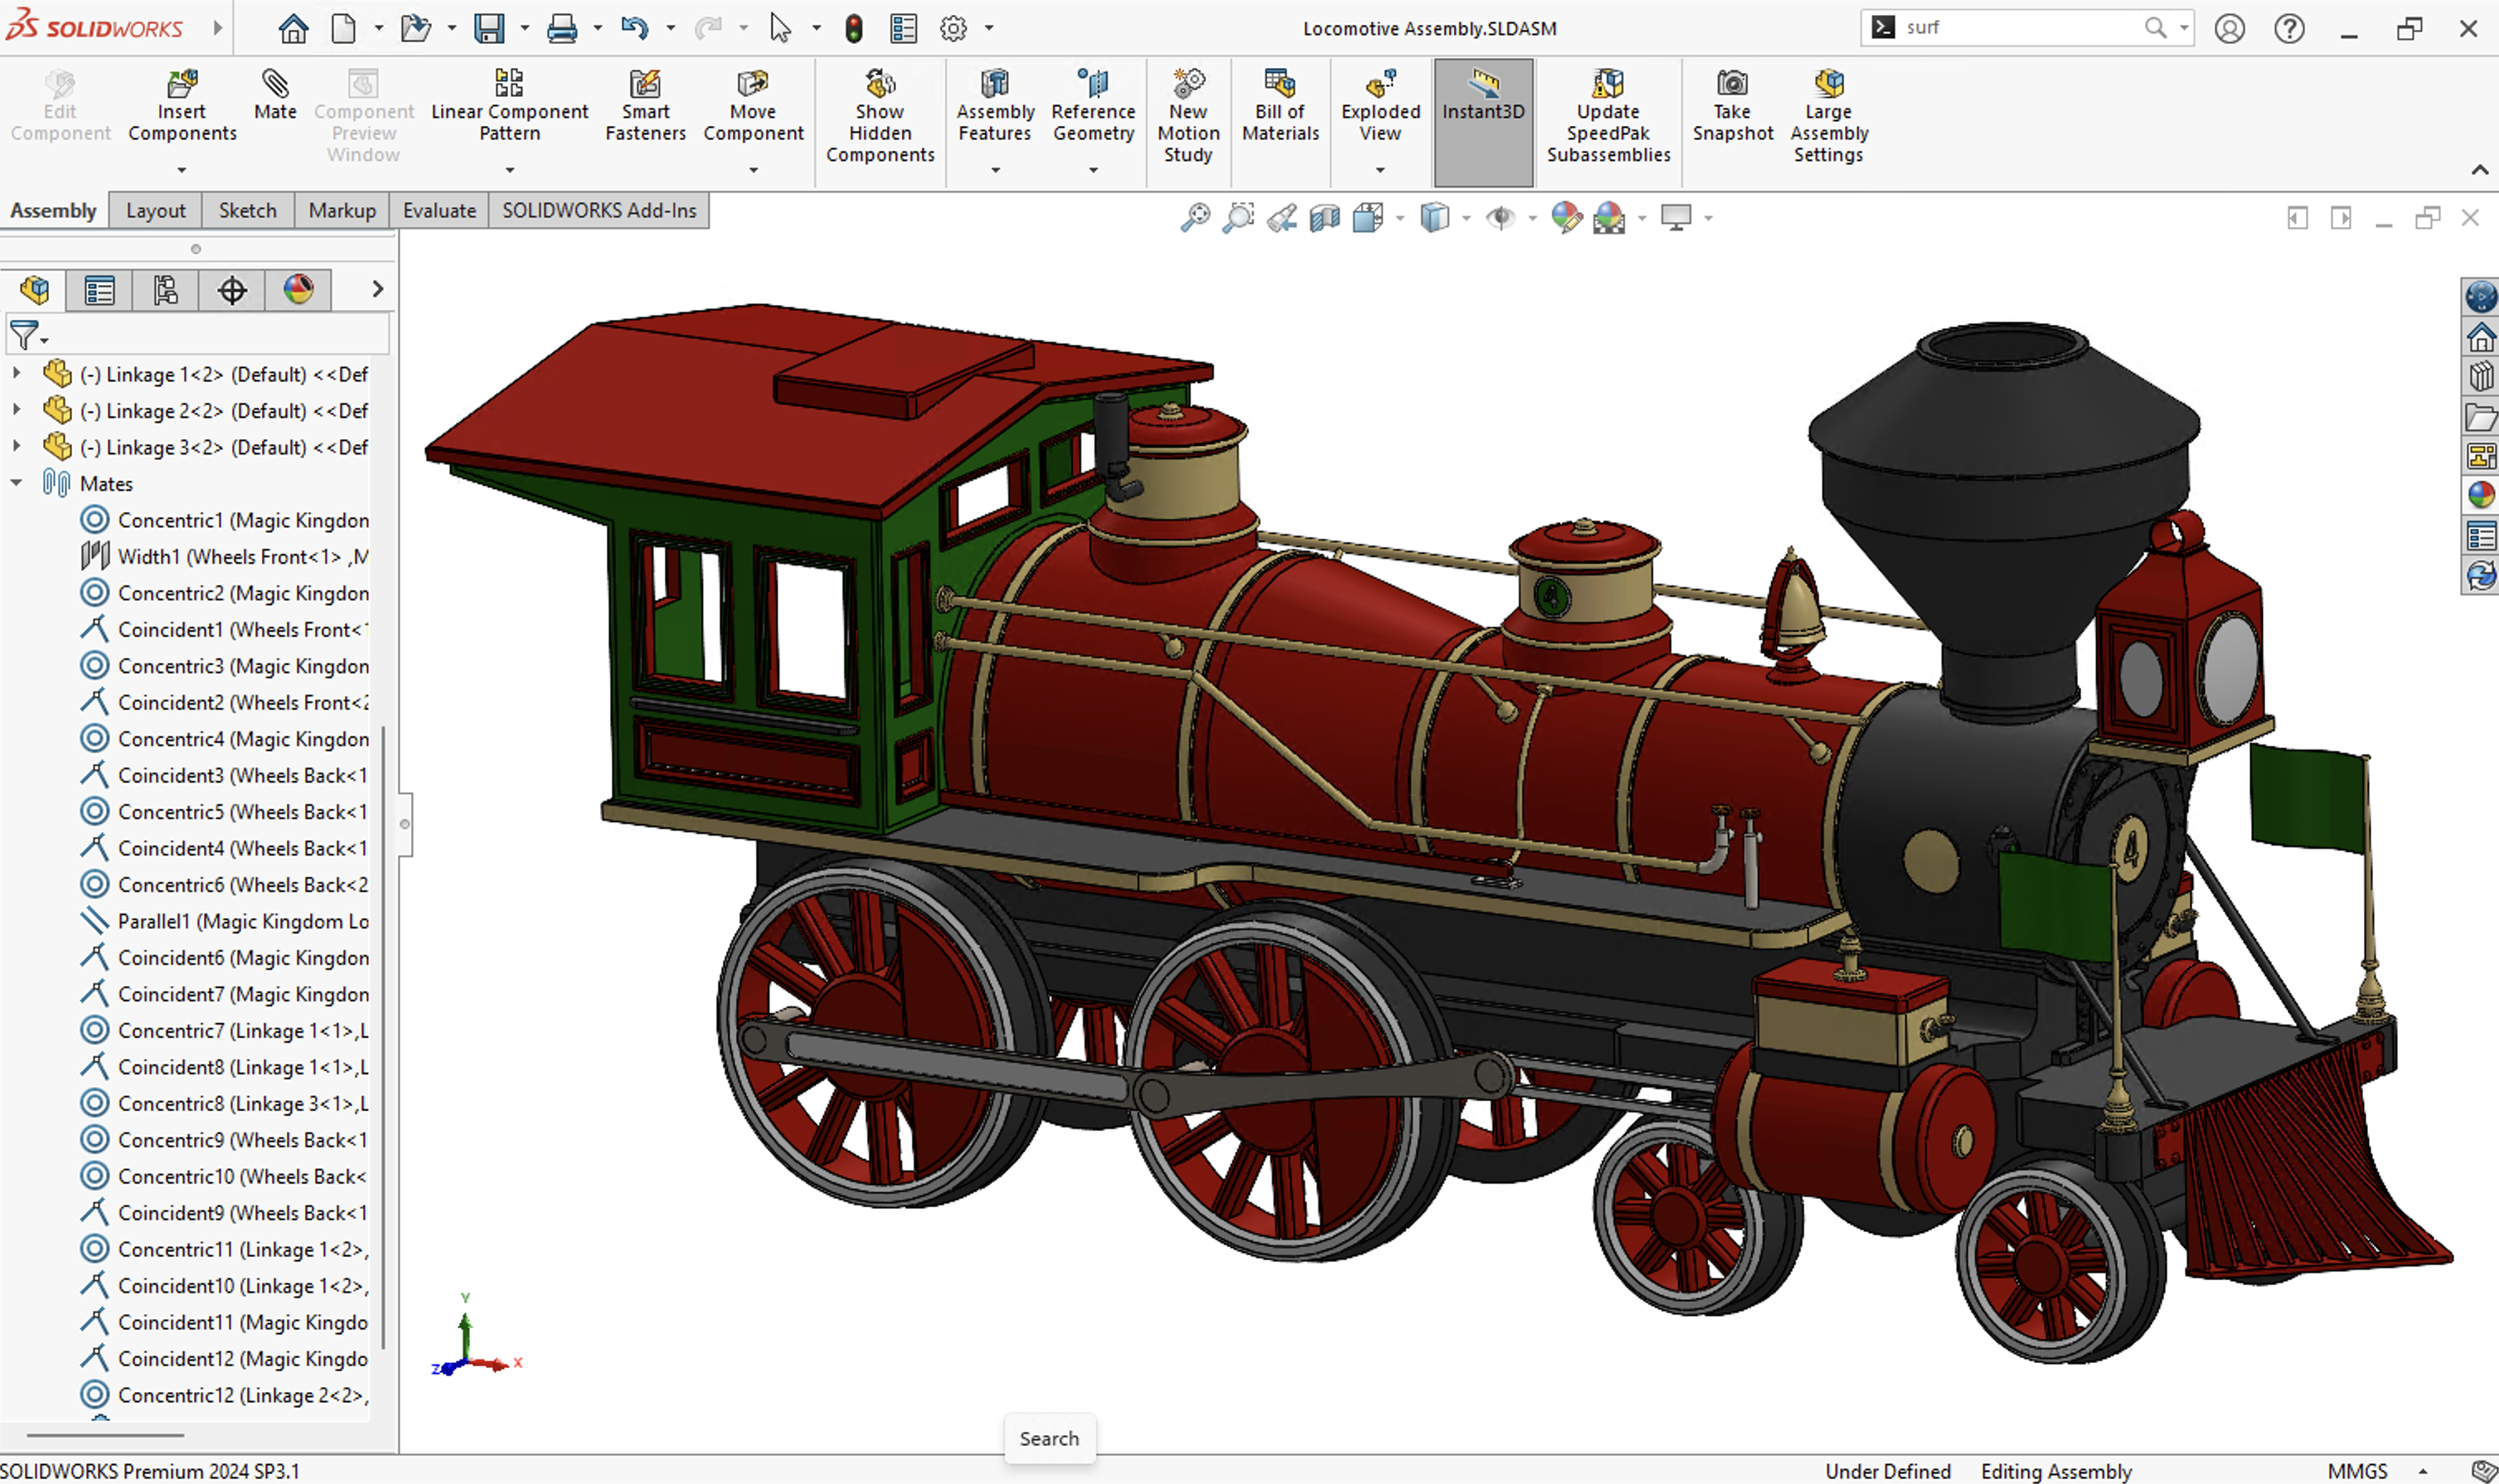 SOLIDWORKS
Locomotive Assembly.SLDASM
surf
Edit Component
Insert Components
Mate
Component Preview Window
Linear Component Pattern
Smart Fasteners
Move Component
Show Hidden Components
Assembly Features
Reference Geometry
New Motion Study
Bill of Materials
Exploded View
Instant3D
Update SpeedPak Subassemblies
Take Snapshot
Large Assembly Settings
Assembly
Layout
Sketch
Markup
Evaluate
SOLIDWORKS Add-Ins
(-) Linkage 1<2> (Default) <<Def
(-) Linkage 2<2> (Default) <<Def
(-) Linkage 3<2> (Default) <<Def
Mates
Concentric1 (Magic Kingdon
Width1 (Wheels Front<1> ,M
Concentric2 (Magic Kingdon
Coincident1 (Wheels Front<1
Concentric3 (Magic Kingdon
Coincident2 (Wheels Front<2
Concentric4 (Magic Kingdon
Coincident3 (Wheels Back<1
Concentric5 (Wheels Back<1
Coincident4 (Wheels Back<1
Concentric6 (Wheels Back<2
Parallel1 (Magic Kingdom Lo
Coincident6 (Magic Kingdon
Coincident7 (Magic Kingdon
Concentric7 (Linkage 1<1>,L
Coincident8 (Linkage 1<1>,L
Concentric8 (Linkage 3<1>,L
Concentric9 (Wheels Back<1
Concentric10 (Wheels Back<
Coincident9 (Wheels Back<1
Concentric11 (Linkage 1<2>,
Coincident10 (Linkage 1<2>,
Coincident11 (Magic Kingdo
Coincident12 (Magic Kingdo
Concentric12 (Linkage 2<2>,
4
4
Y
Z
X
Search
SOLIDWORKS Premium 2024 SP3.1
Under Defined
Editing Assembly
MMGS